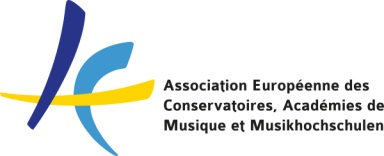 Association Européenne des
Conservatoires, Académies de
Musique et Musikhochschulen